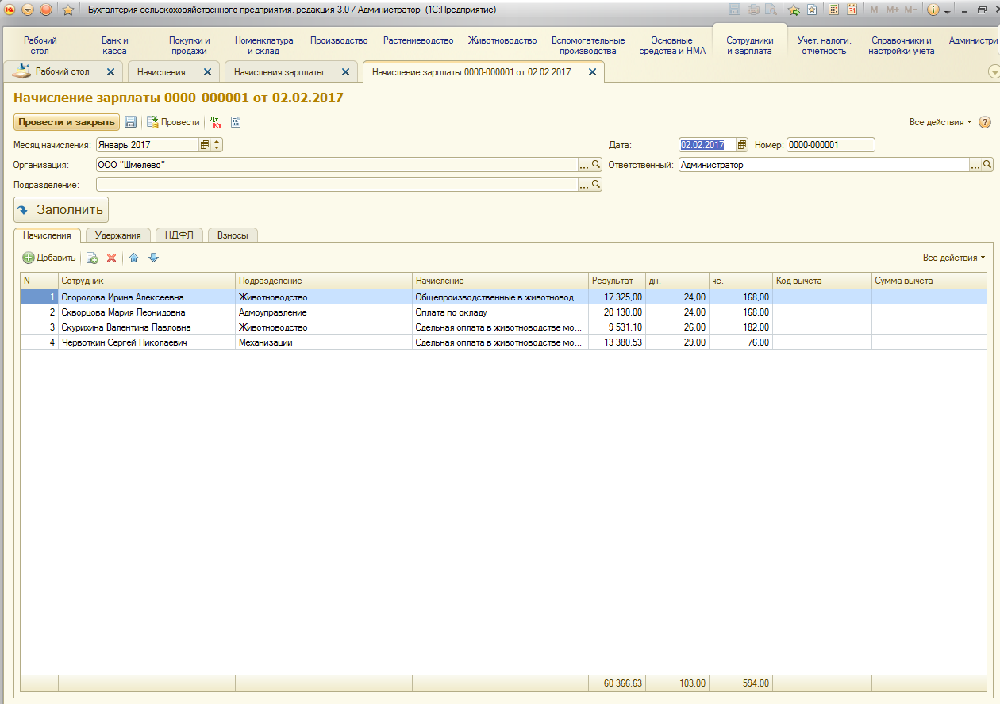 Бухгалтерия сельскохозяйственного предприятия, редакция 3.0 / Администратор (1С:Предприятие)
M M+ M-
Рабочий стол
Банк и касса
Покупки и продажи
Номенклатура и склад
Производство
Растениеводство
Животноводство
Вспомогательные производства
Основные средства и НМА
Сотрудники и зарплата
Учет, налоги, отчетность
Справочники и настройки учета
Администри
Рабочий стол
Начисления
Начисления зарплаты
Начисление зарплаты 0000-000001 от 02.02.2017
Начисление зарплаты 0000-000001 от 02.02.2017
Провести и закрыть Провести Дт Кт Все действия ?
Месяц начисления: Январь 2017 Дата: 02.02.2017 Номер: 0000-000001
Организация: ООО "Шмелево" ... Ответственный: Администратор ...
Подразделение: ...
Заполнить
Начисления Удержания НДФЛ Взносы
Добавить Все действия
N Сотрудник Подразделение Начисление Результат дн. чс. Код вычета Сумма вычета
1 Огородова Ирина Алексеевна Животноводство Общепроизводственные в животновод... 17 325,00 24,00 168,00
2 Скворцова Мария Леонидовна Адмоуправление Оплата по окладу 20 130,00 24,00 168,00
3 Скурихина Валентина Павловна Животноводство Сдельная оплата в животноводстве мо... 9 531,10 26,00 182,00
4 Червоткин Сергей Николаевич Механизации Сдельная оплата в животноводстве мо... 13 380,53 29,00 76,00
60 366,63 103,00 594,00